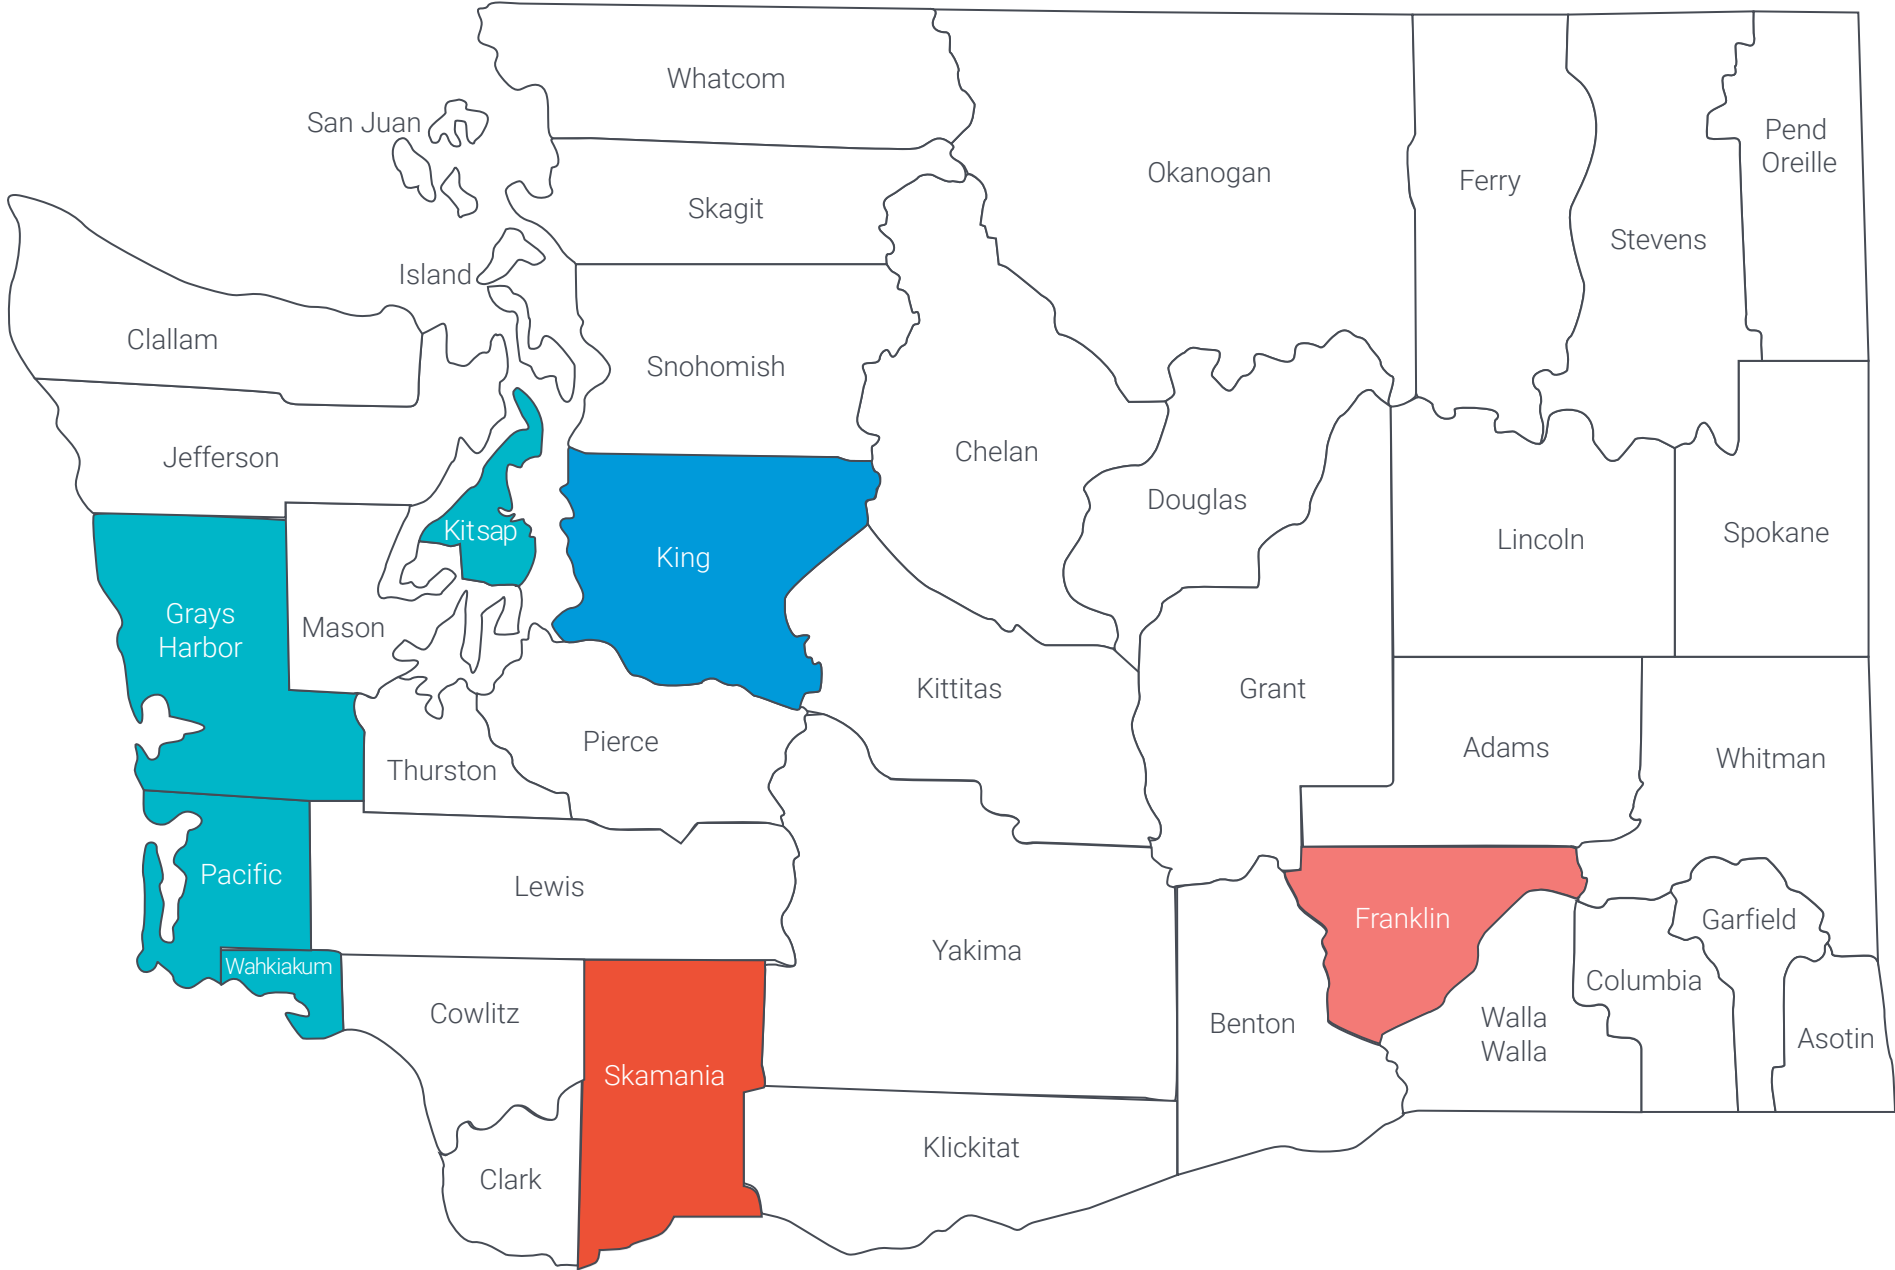 Whatcom
San Juan
Pend
Oreille
Okanogan
Ferry
Skagit
Stevens
Island
Clallam
Snohomish
Chelan
Jefferson
Douglas
Kitsap
Lincoln
Spokane
King
Grays
Harbor
Mason
Kittitas
Grant
Pierce
Adams
Whitman
Thurston
Pacific
Lewis
Franklin
Garfield
Yakima
Wahkiakum
Columbia
Cowlitz
Benton
Walla
Walla
Asotin
Skamania
Klickitat
Clark